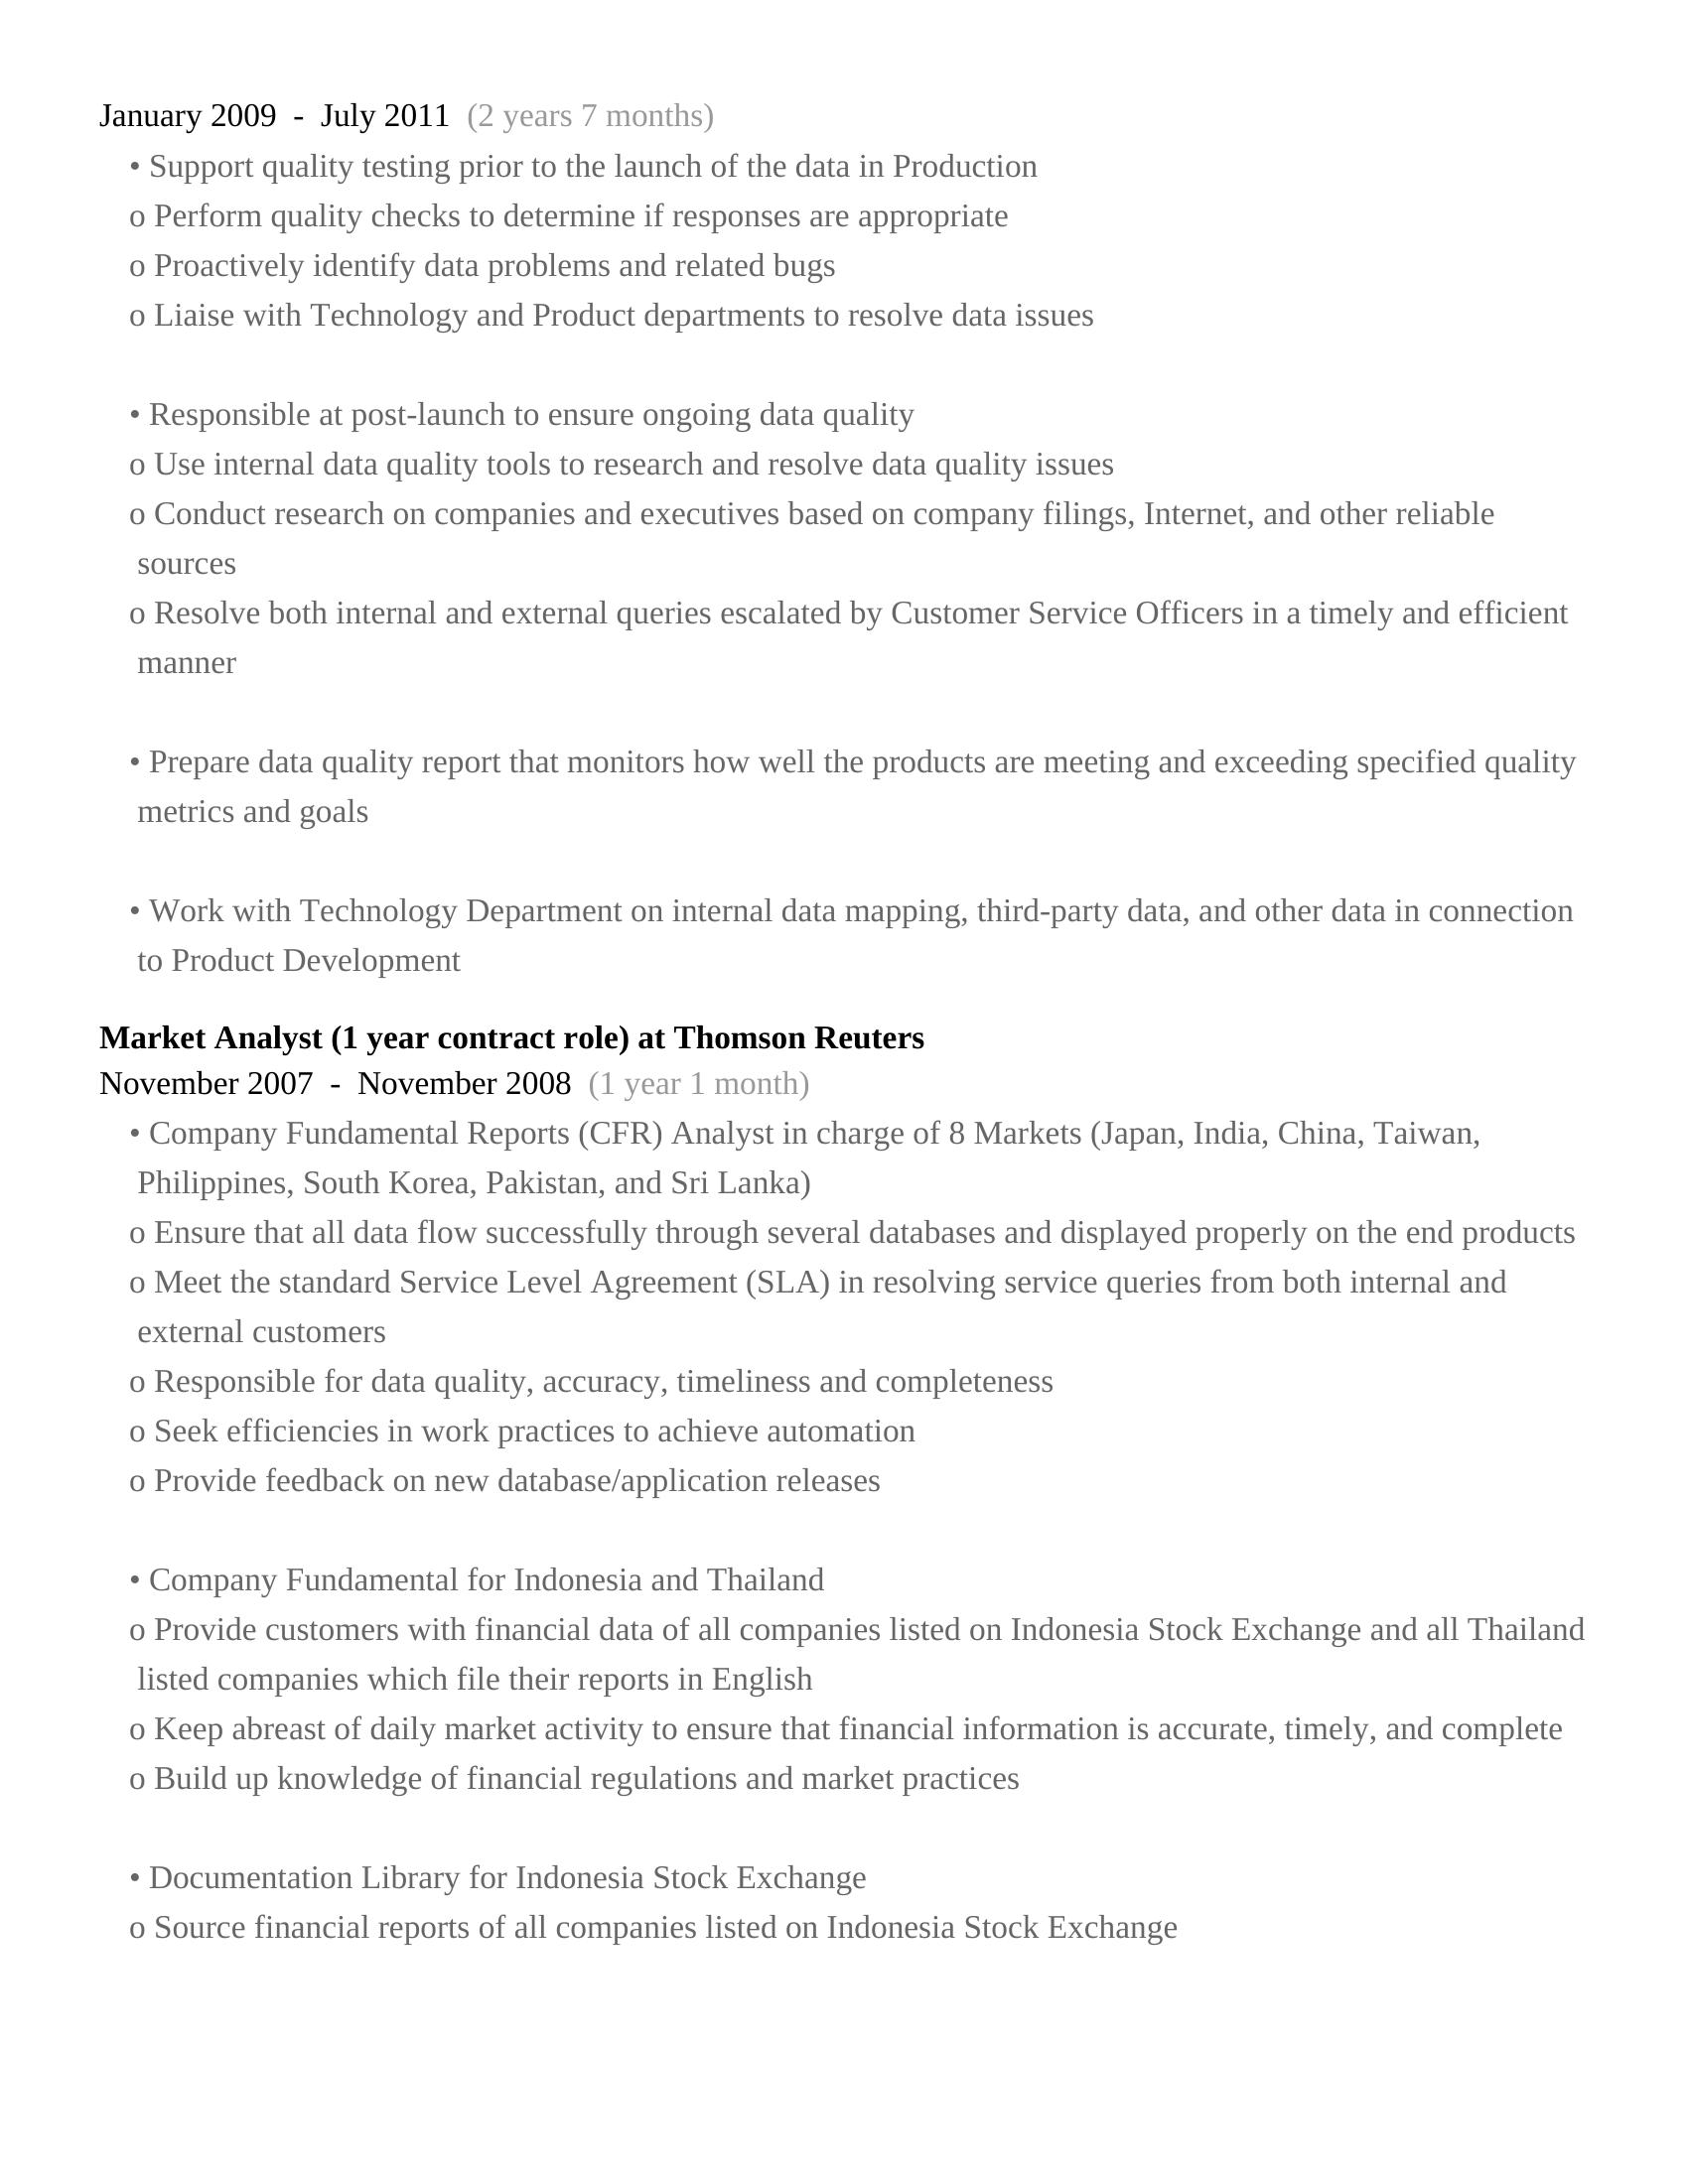 January 2009 - July 2011 (2 years 7 months)
• Support quality testing prior to the launch of the data in Production
o Perform quality checks to determine if responses are appropriate
o Proactively identify data problems and related bugs
o Liaise with Technology and Product departments to resolve data issues
• Responsible at post-launch to ensure ongoing data quality
o Use internal data quality tools to research and resolve data quality issues
o Conduct research on companies and executives based on company filings, Internet, and other reliable
sources
o Resolve both internal and external queries escalated by Customer Service Officers in a timely and efficient
manner
• Prepare data quality report that monitors how well the products are meeting and exceeding specified quality
metrics and goals
• Work with Technology Department on internal data mapping, third-party data, and other data in connection
to Product Development
Market Analyst (1 year contract role) at Thomson Reuters
November 2007 - November 2008 (1 year 1 month)
• Company Fundamental Reports (CFR) Analyst in charge of 8 Markets (Japan, India, China, Taiwan,
Philippines, South Korea, Pakistan, and Sri Lanka)
o Ensure that all data flow successfully through several databases and displayed properly on the end products
o Meet the standard Service Level Agreement (SLA) in resolving service queries from both internal and
external customers
o Responsible for data quality, accuracy, timeliness and completeness
o Seek efficiencies in work practices to achieve automation
o Provide feedback on new database/application releases
• Company Fundamental for Indonesia and Thailand
o Provide customers with financial data of all companies listed on Indonesia Stock Exchange and all Thailand
listed companies which file their reports in English
o Keep abreast of daily market activity to ensure that financial information is accurate, timely, and complete
o Build up knowledge of financial regulations and market practices
• Documentation Library for Indonesia Stock Exchange
o Source financial reports of all companies listed on Indonesia Stock Exchange